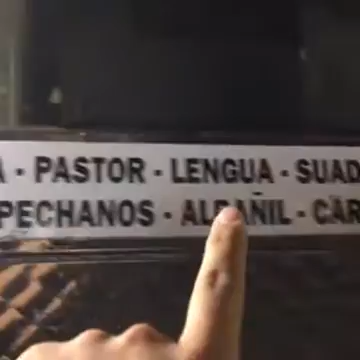 A - PASTOR - LENGUA - SUAD
PECHANOS - ALBAÑIL - CAR